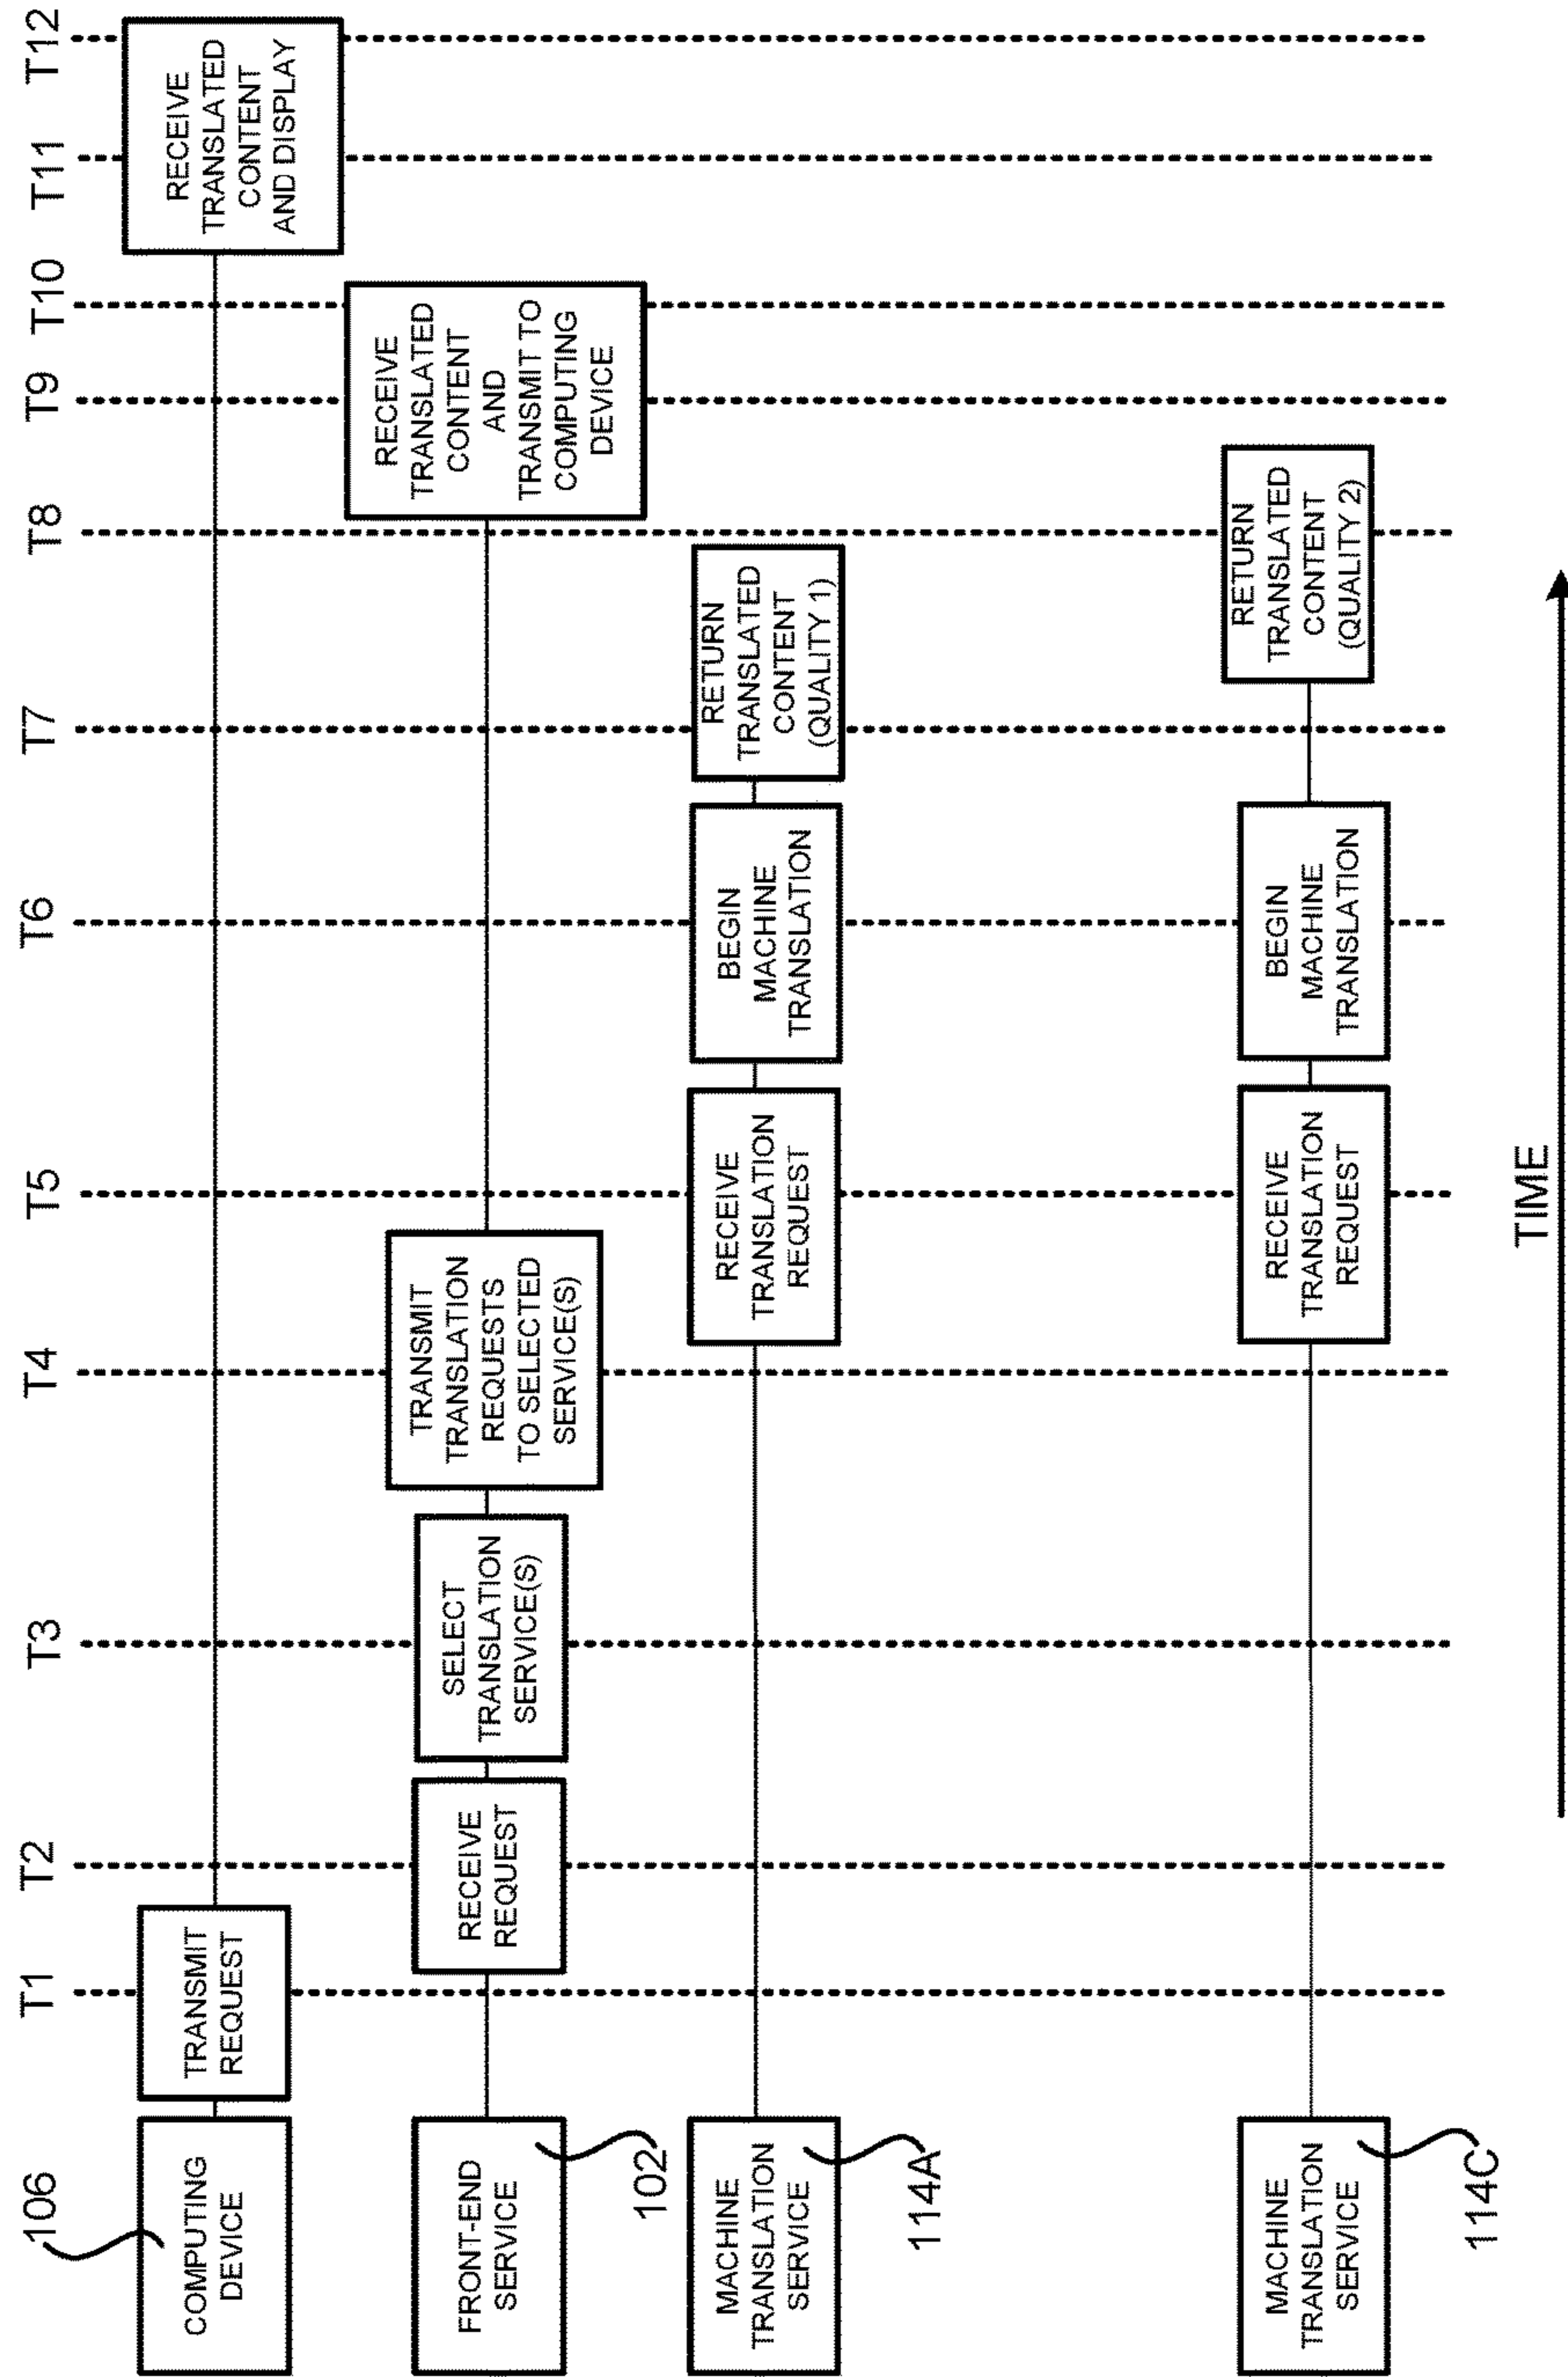 T1
T2
T3
T4
T5
T6
T7
T8
T9
T10
T11
T12
106
COMPUTING
DEVICE
TRANSMIT
REQUEST
RECEIVE
TRANSLATED
CONTENT
AND DISPLAY
FRONT-END
SERVICE
102
RECEIVE
REQUEST
SELECT
TRANSLATION
SERVICE(S)
TRANSMIT
TRANSLATION
REQUESTS
TO SELECTED
SERVICE(S)
RECEIVE
TRANSLATED
CONTENT
AND
TRANSMIT TO
COMPUTING
DEVICE
MACHINE
TRANSLATION
SERVICE
114A
RECEIVE
TRANSLATION
REQUEST
BEGIN
MACHINE
TRANSLATION
RETURN
TRANSLATED
CONTENT
(QUALITY 1)
MACHINE
TRANSLATION
SERVICE
114C
RECEIVE
TRANSLATION
REQUEST
BEGIN
MACHINE
TRANSLATION
RETURN
TRANSLATED
CONTENT
(QUALITY 2)
TIME